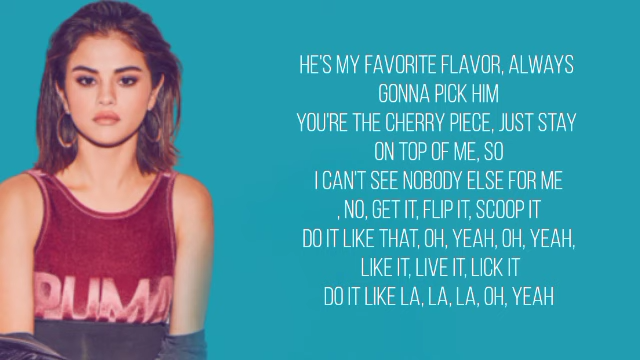 HE'S MY FAVORITE FLAVOR, ALWAYS
GONNA PICK HIM
YOU'RE THE CHERRY PIECE, JUST STAY
ON TOP OF ME, SO
I CAN'T SEE NOBODY ELSE FOR ME
, NO, GET IT, FLIP IT, SCOOP IT
DO IT LIKE THAT, OH, YEAH, OH, YEAH,
LIKE IT, LIVE IT, LICK IT
DO IT LIKE LA, LA, LA, OH, YEAH
PUMA